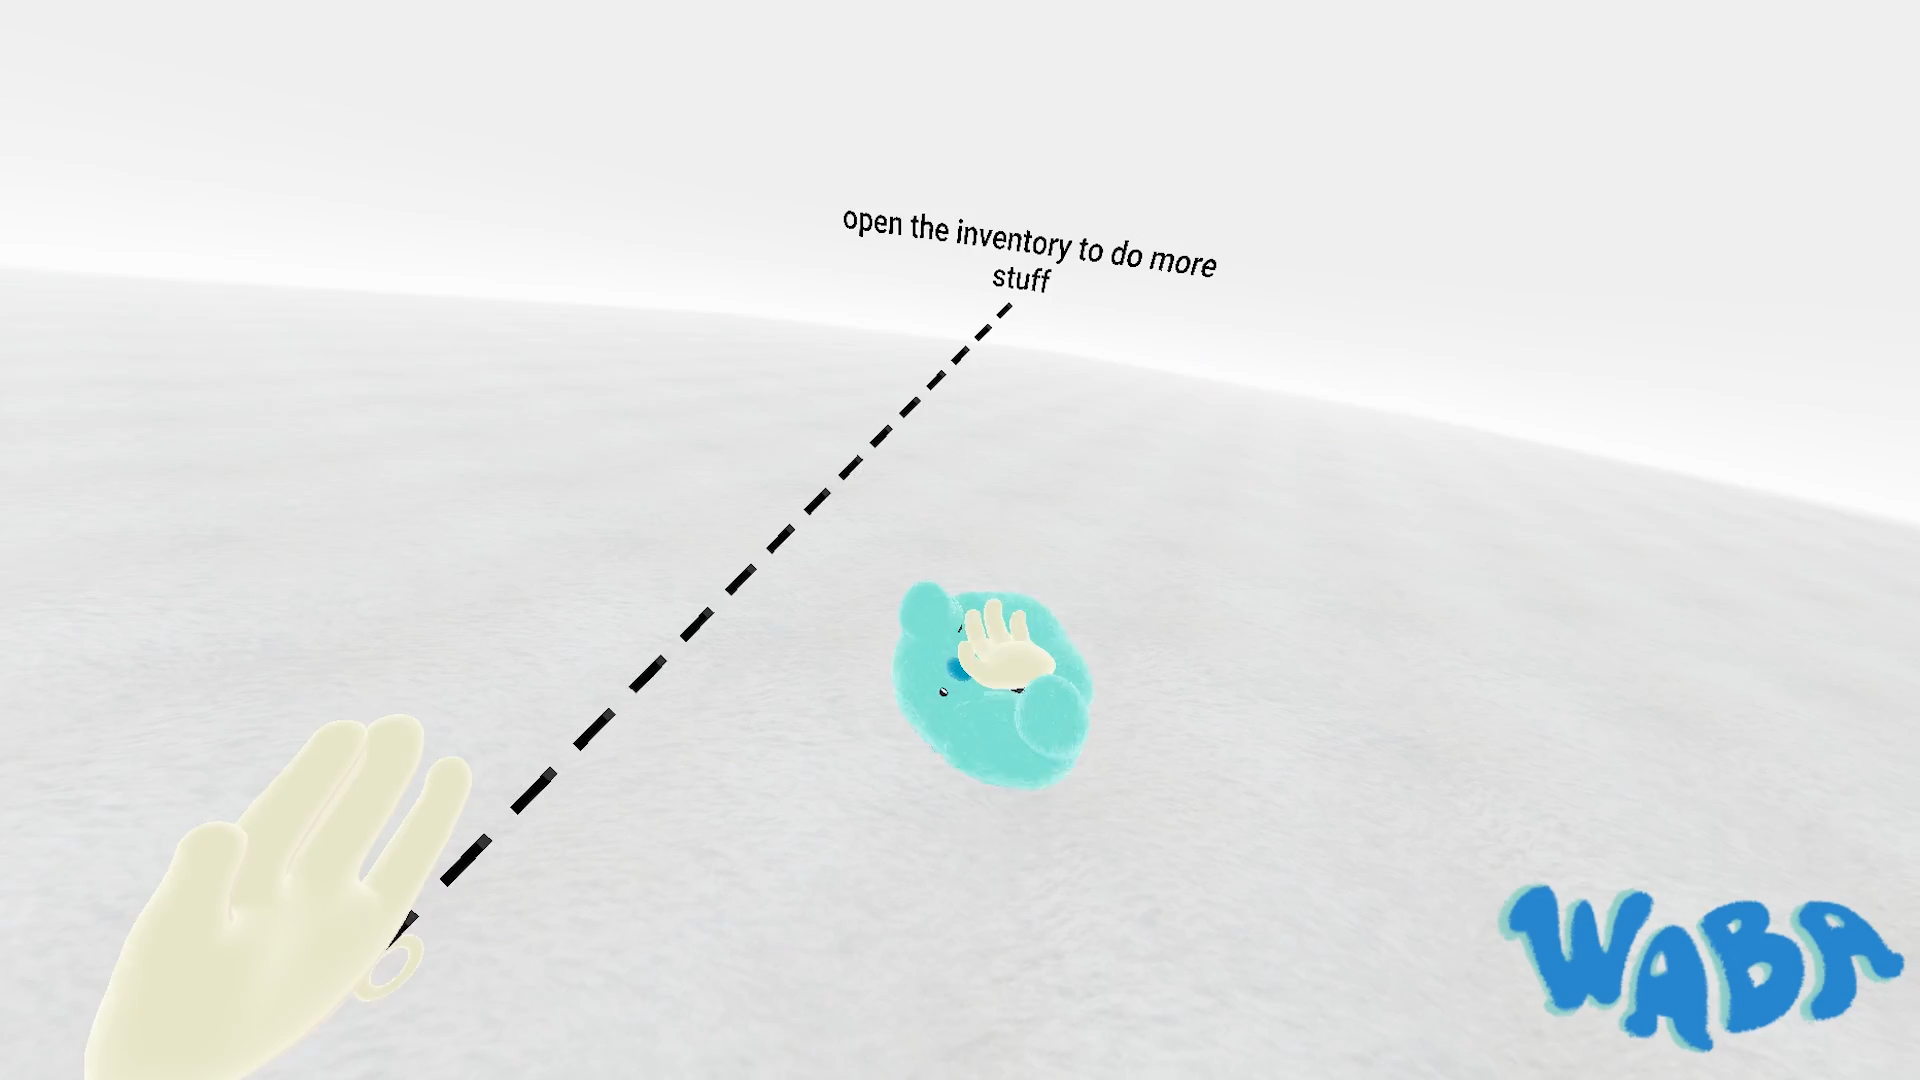 open the inventory to do more
stuff
WABA